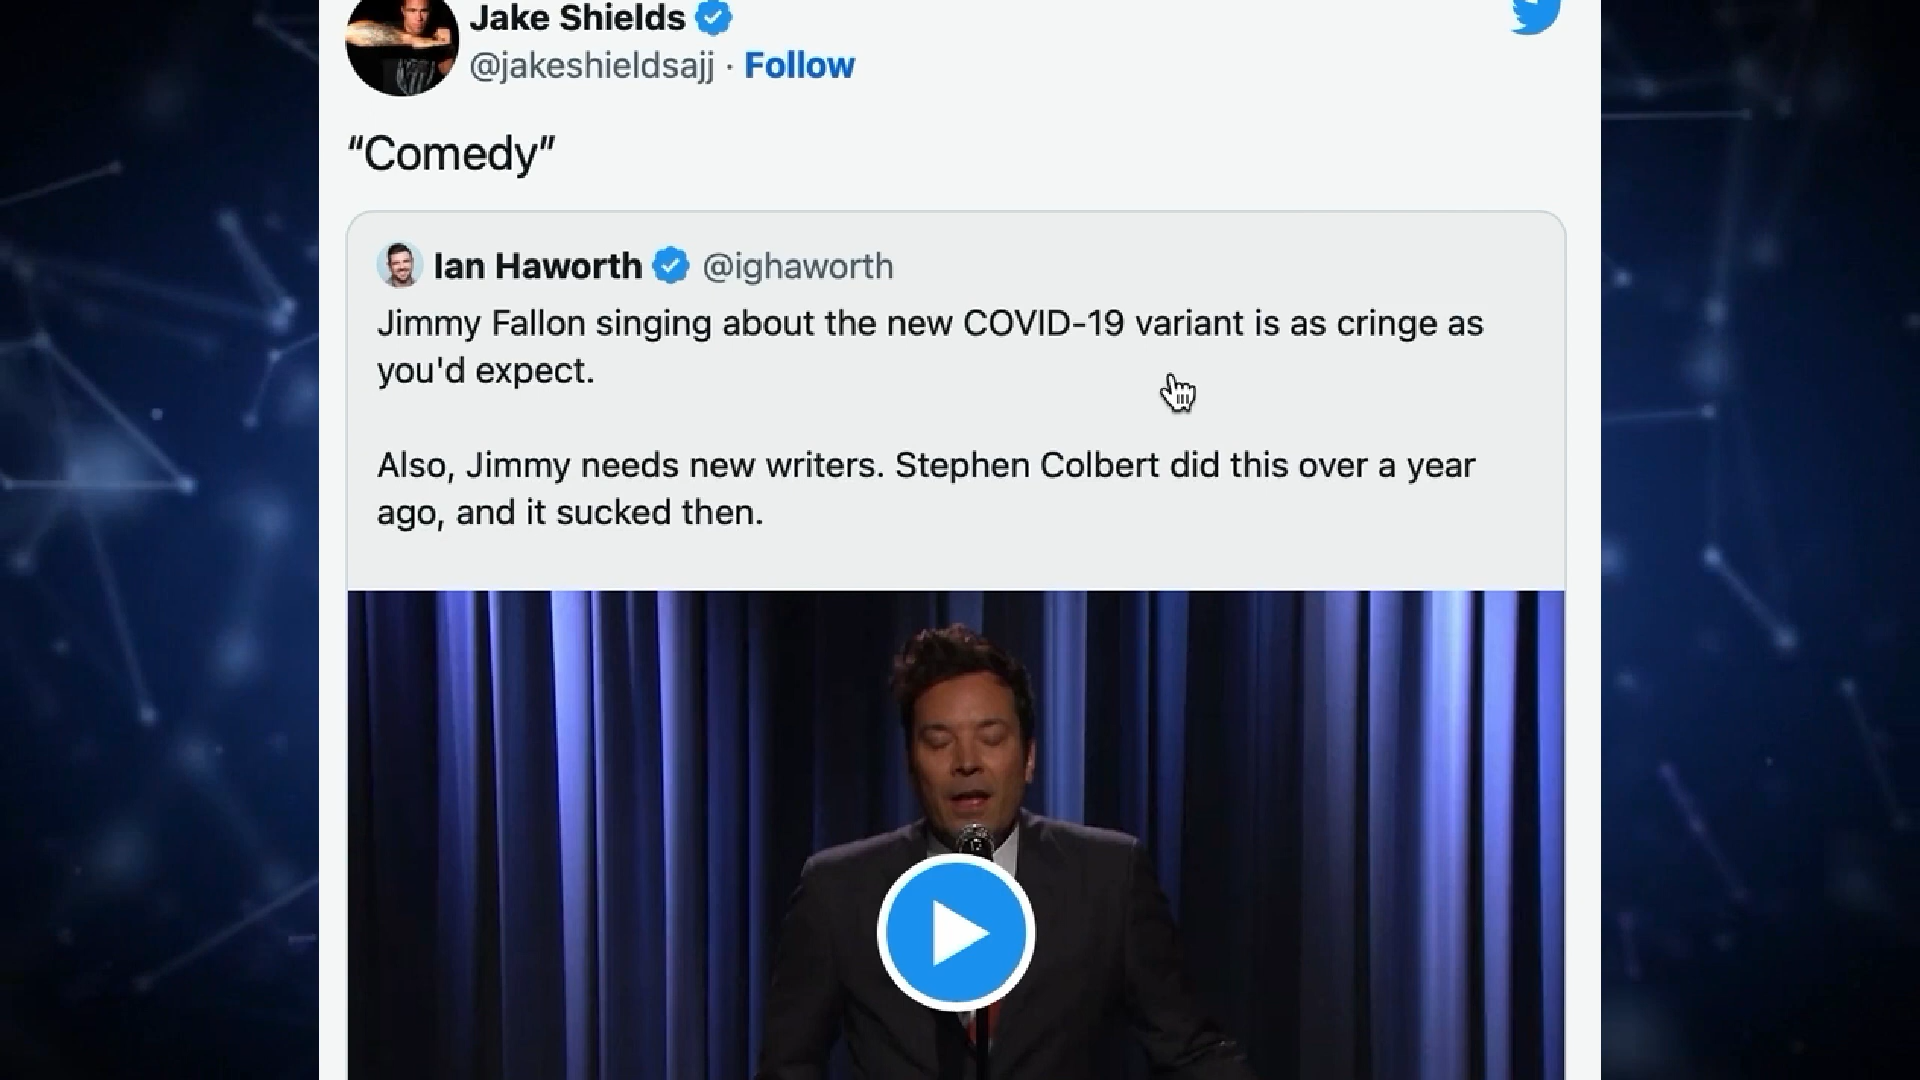 Jake Shields
@jakeshieldsajj · Follow
“Comedy”
Ian Haworth @ighaworth
Jimmy Fallon singing about the new COVID-19 variant is as cringe as
you'd expect.
Also, Jimmy needs new writers. Stephen Colbert did this over a year
ago, and it sucked then.